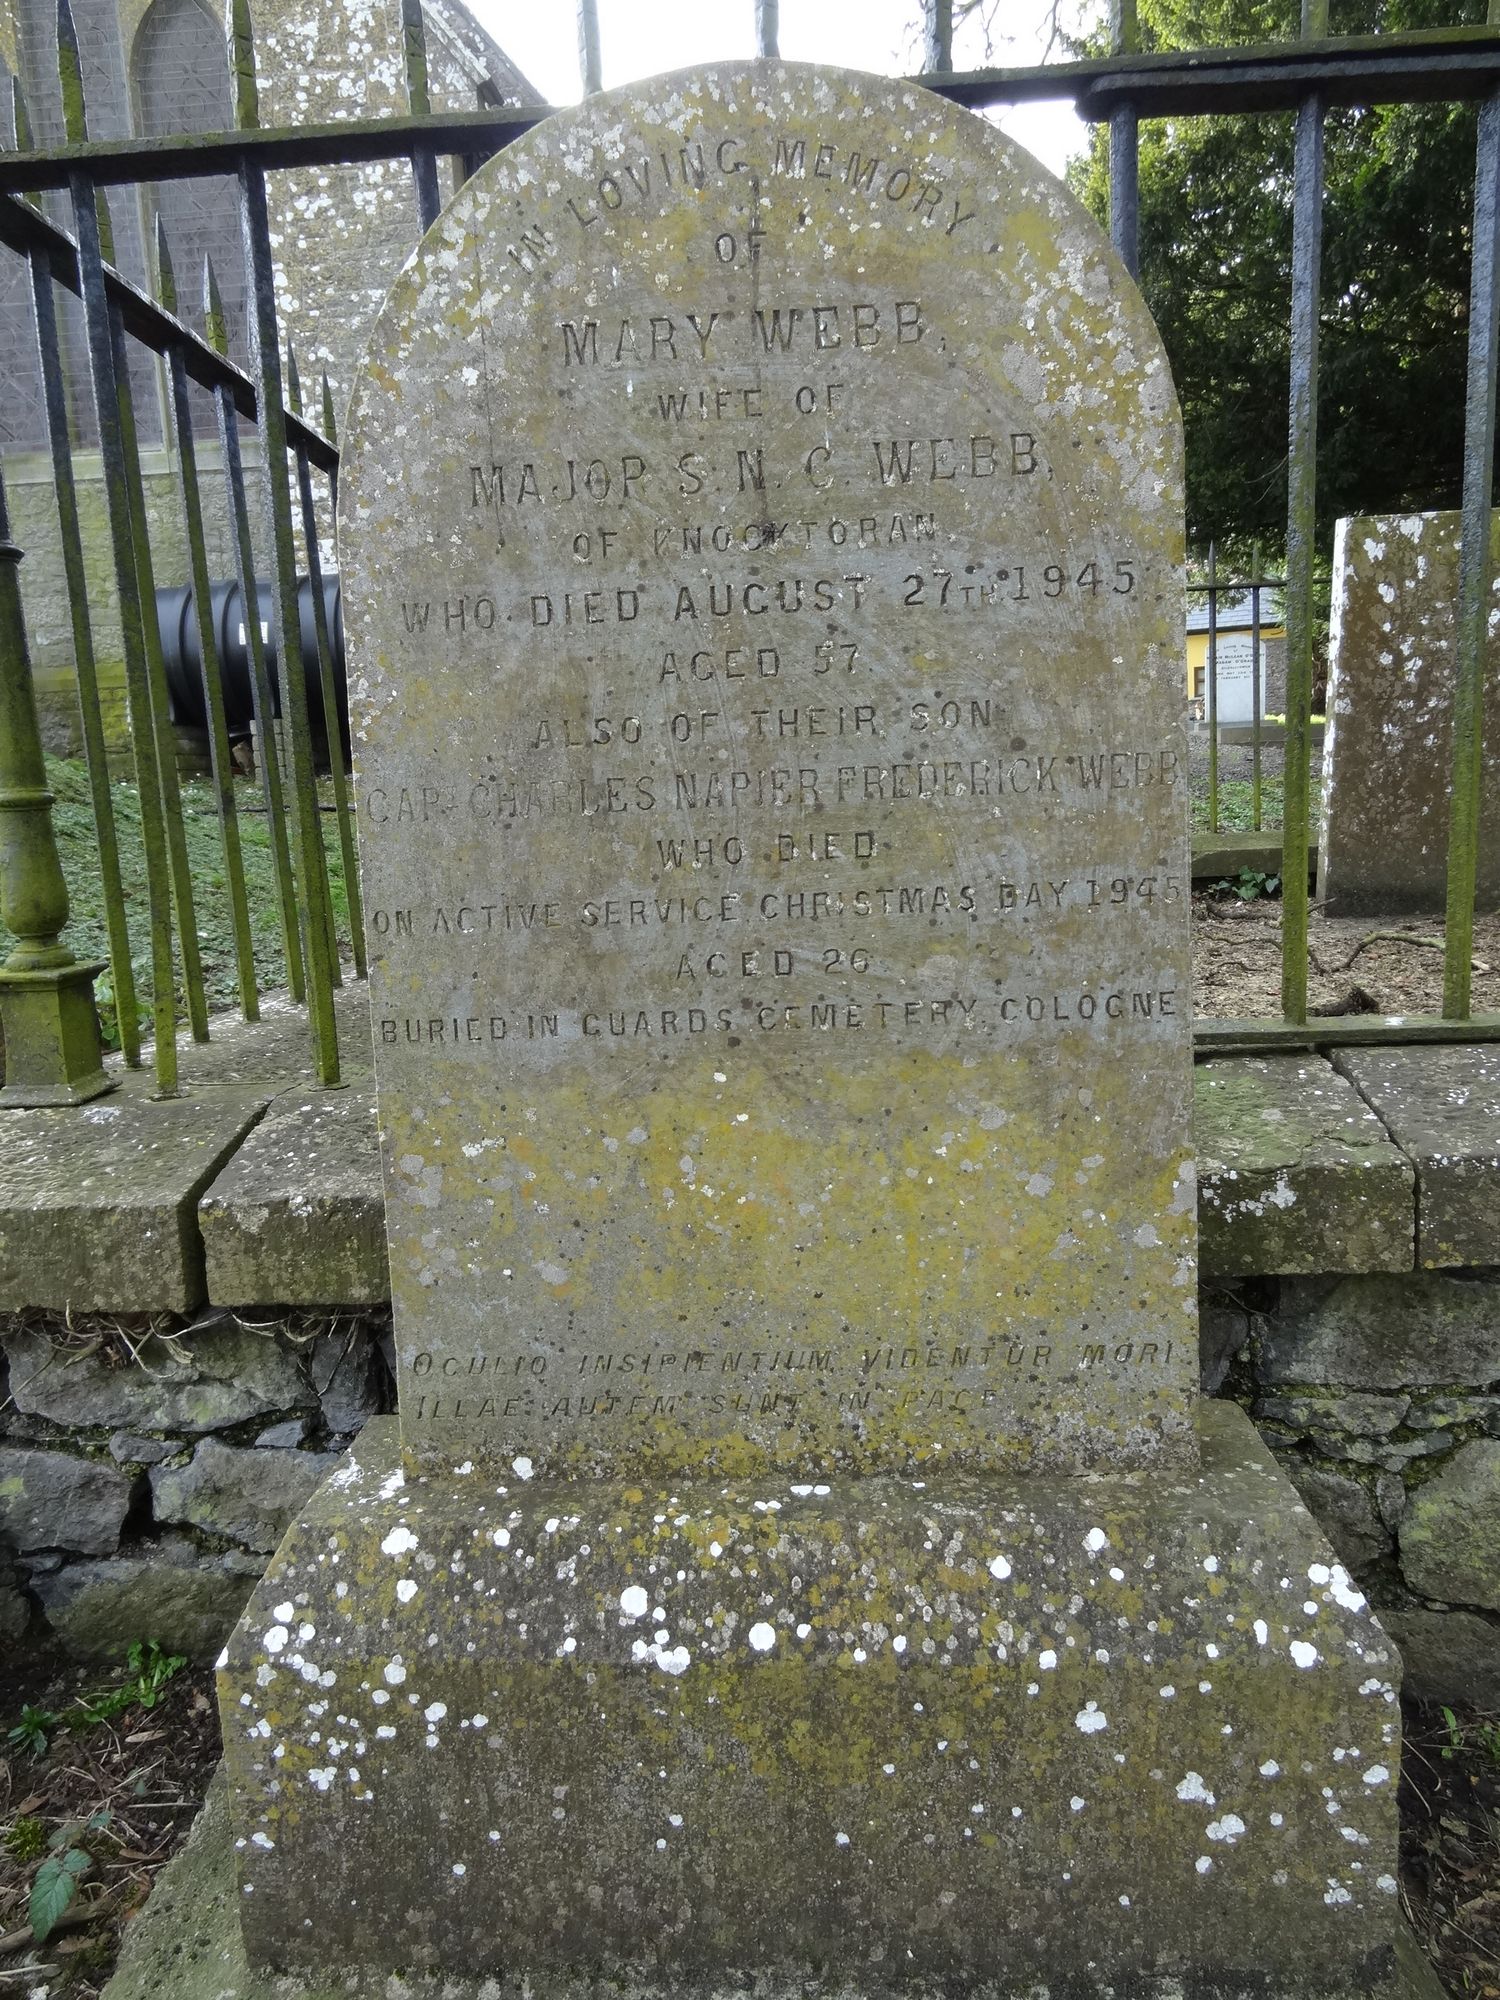 IN LOVING MEMORY
OF
MARY WEBB,
WIFE OF
MAJOR S. N. C. WEBB,
OF KNOCKTORAN
WHO DIED AUGUST 27TH 1945
AGED 57
ALSO OF THEIR SON
CAPT CHARLES NAPIER FREDERICK WEBB
WHO DIED
ON ACTIVE SERVICE CHRISTMAS DAY 1945
AGED 26
BURIED IN GUARDS CEMETERY, COLOGNE
OCULIO INSIPIENTIUM VIDENTUR MORI
ILLAE AUTEM SUNT IN PACE